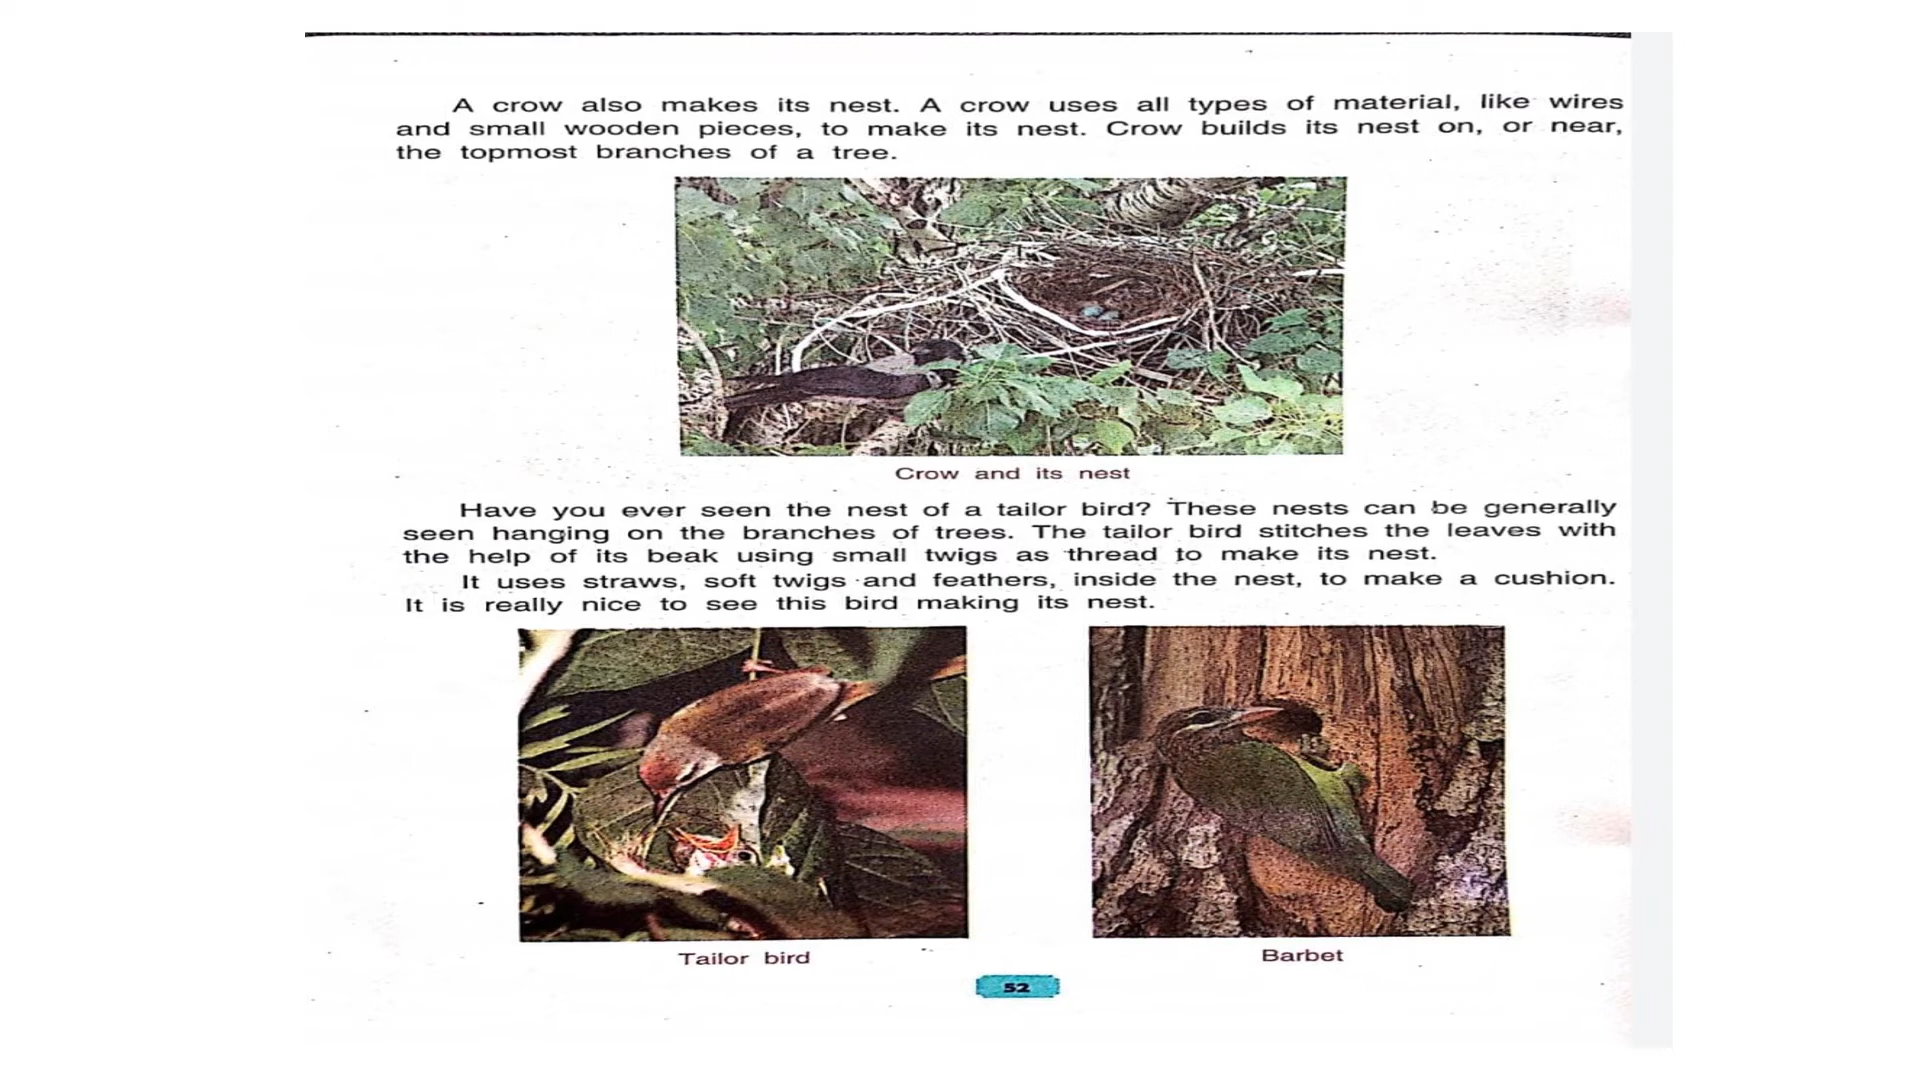 A crow also makes its nest. A crow uses all types of material, like wires
and small wooden pieces, to make its nest. Crow builds its nest on, or near,
the topmost branches of a tree.
Crow and its nest
Have you ever seen the nest of a tailor bird? These nests can be generally
seen hanging on the branches of trees. The tailor bird stitches the leaves with
the help of its beak using small twigs as thread to make its nest.
It uses straws, soft twigs and feathers, inside the nest, to make a cushion.
It is really nice to see this bird making its nest.
Tailor bird
Barbet
52